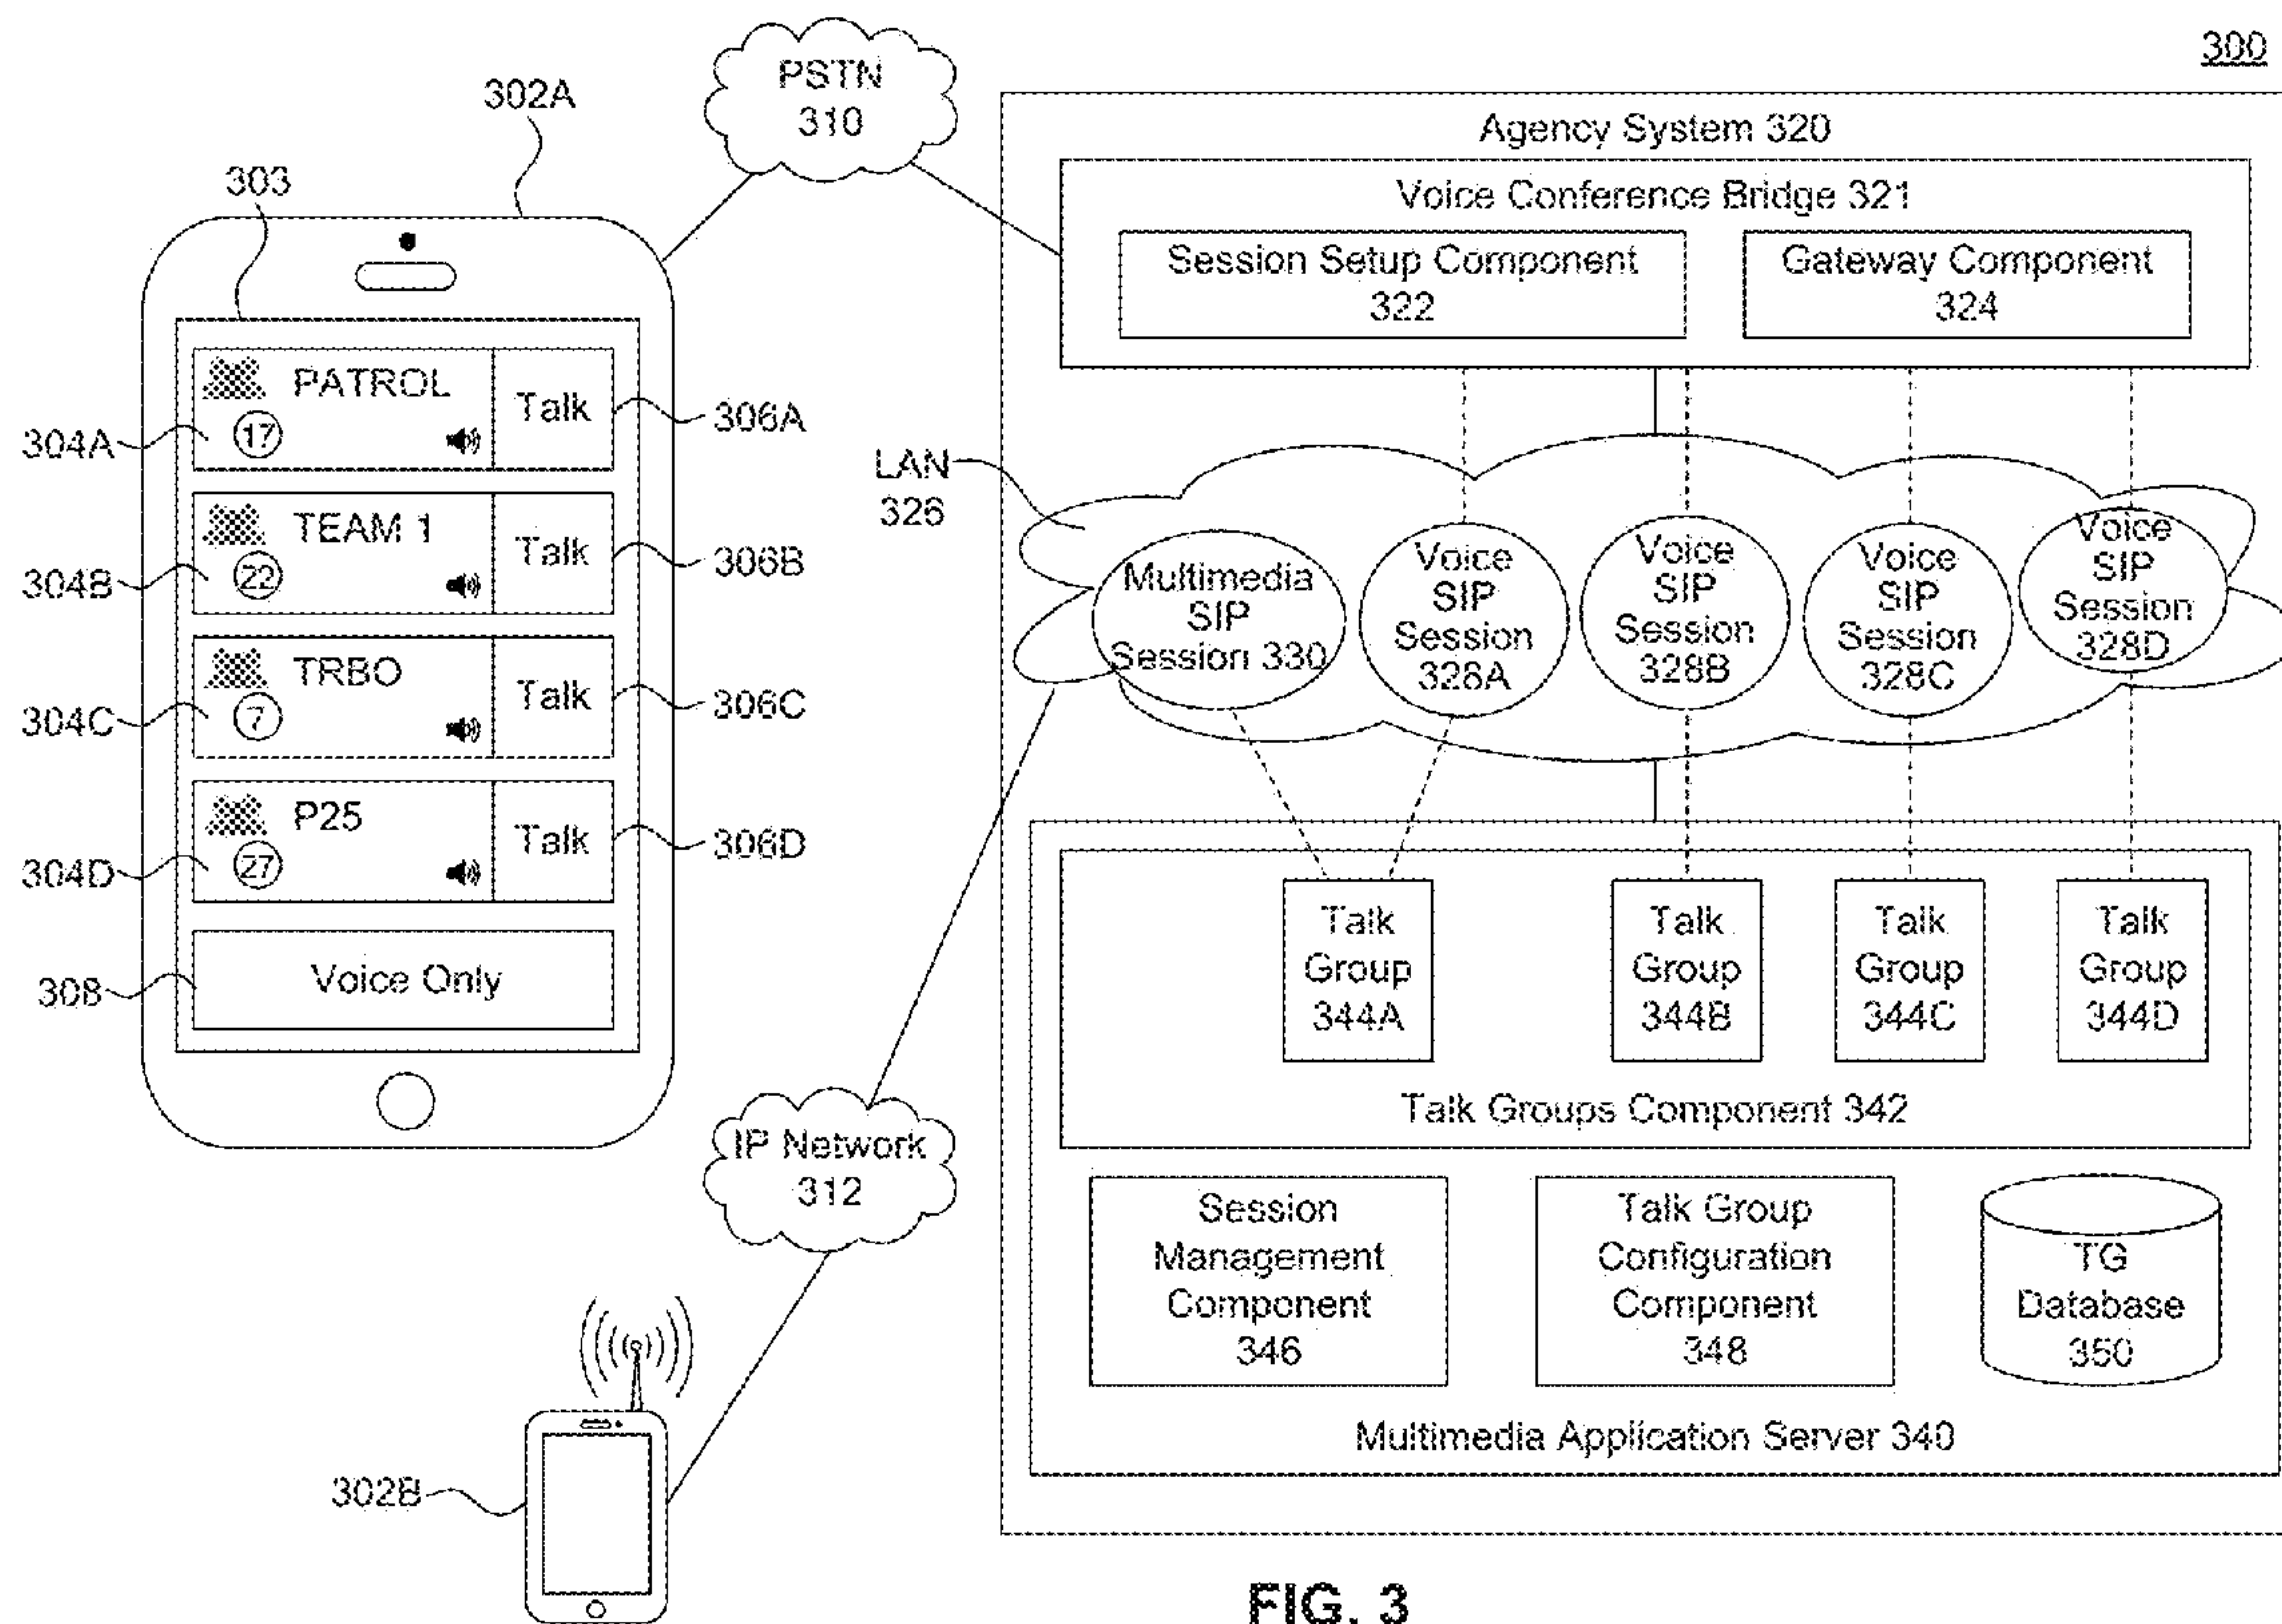 300
302A
303
PATROL
17
Talk
304A
306A
TEAM 1
22
Talk
304B
306B
TRBO
7
Talk
304C
306C
P25
27
Talk
304D
306D
Voice Only
308
PSTN
310
IP Network
312
302B
Agency System 320
Voice Conference Bridge 321
Session Setup Component
322
Gateway Component
324
LAN
326
Multimedia
SIP
Session 330
Voice
SIP
Session
328A
Voice
SIP
Session
328B
Voice
SIP
Session
328C
Voice
SIP
Session
328D
Talk
Group
344A
Talk
Group
344B
Talk
Group
344C
Talk
Group
344D
Talk Groups Component 342
Session
Management
Component
346
Talk Group
Configuration
Component
348
TG
Database
350
Multimedia Application Server 340
FIG. 3